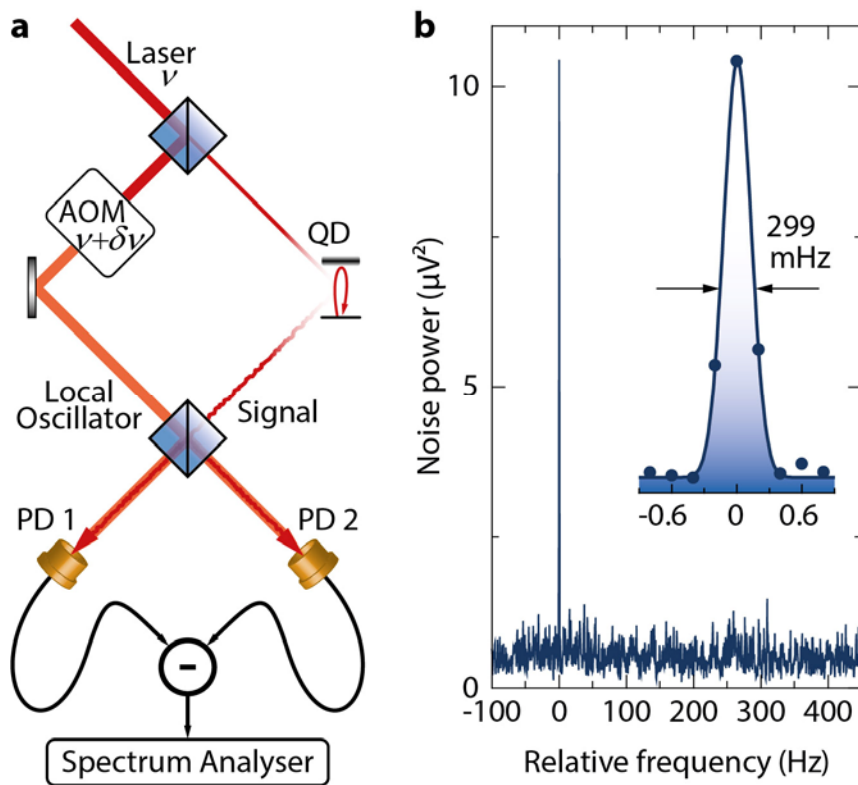 a
Laser
ν
AOM
ν+δν
QD
Local
Oscillator
Signal
PD 1
PD 2
-
Spectrum Analyser
b
Noise power (µV²)
10
5
0
-100 0 100 200 300 400
Relative frequency (Hz)
299
mHz
-0.6 0 0.6